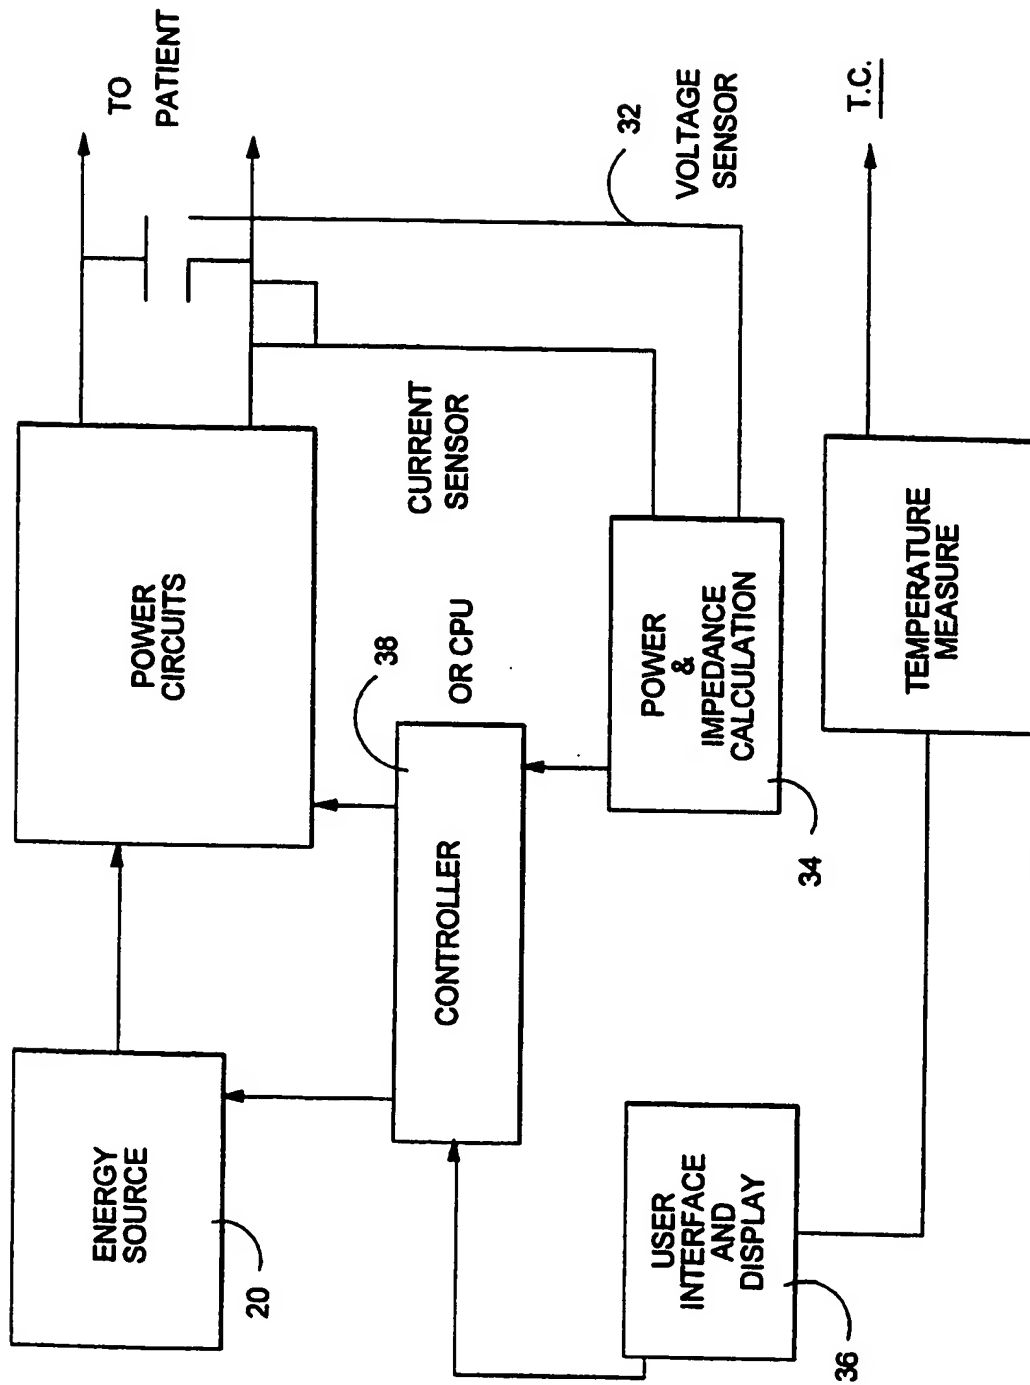 ENERGY
SOURCE
20
POWER
CIRCUITS
TO
PATIENT
CONTROLLER
38
OR CPU
CURRENT
SENSOR
32
VOLTAGE
SENSOR
POWER
&
IMPEDANCE
CALCULATION
34
USER
INTERFACE
AND
DISPLAY
36
TEMPERATURE
MEASURE
T.C.